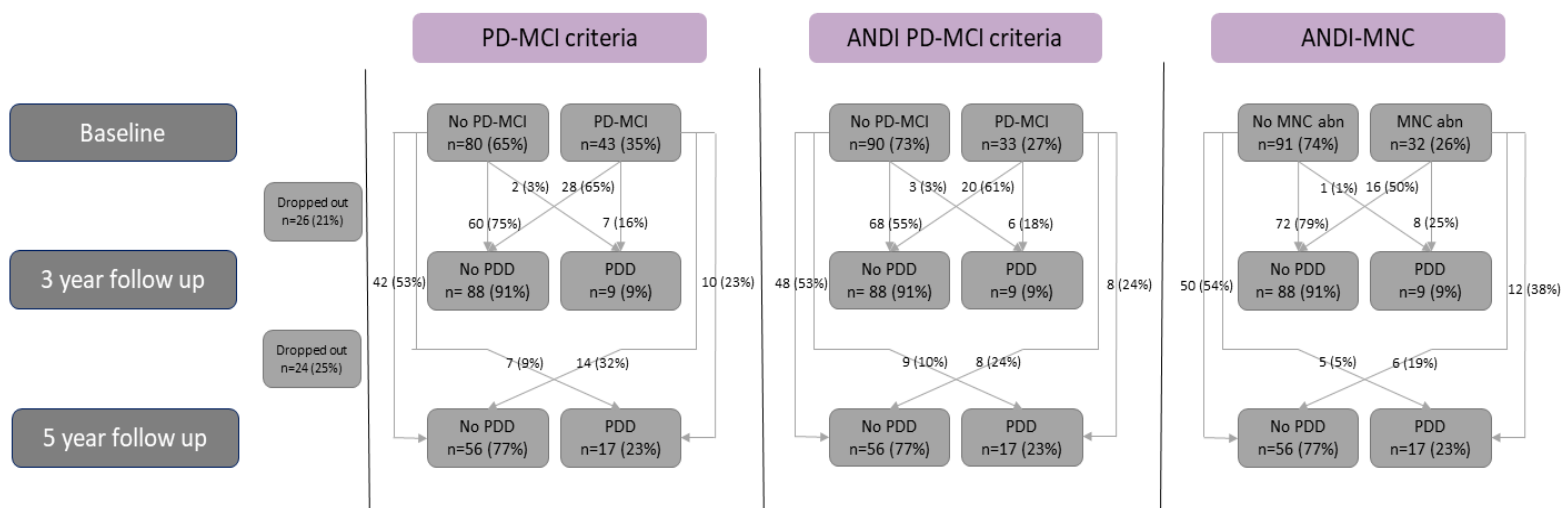 PD-MCI criteria
ANDI PD-MCI criteria
ANDI-MNC
Baseline
No PD-MCI
n=80 (65%)
PD-MCI
n=43 (35%)
No PD-MCI
n=90 (73%)
PD-MCI
n=33 (27%)
No MNC abn
n=91 (74%)
MNC abn
n=32 (26%)
Dropped out
n=26 (21%)
2 (3%)
28 (65%)
3 (3%)
20 (61%)
1 (1%)
16 (50%)
60 (75%)
7 (16%)
68 (55%)
6 (18%)
72 (79%)
8 (25%)
3 year follow up
42 (53%)
No PDD
n= 88 (91%)
PDD
n=9 (9%)
10 (23%)
48 (53%)
No PDD
n= 88 (91%)
PDD
n=9 (9%)
8 (24%)
50 (54%)
No PDD
n= 88 (91%)
PDD
n=9 (9%)
12 (38%)
Dropped out
n=24 (25%)
7 (9%)
14 (32%)
9 (10%)
8 (24%)
5 (5%)
6 (19%)
5 year follow up
No PDD
n=56 (77%)
PDD
n=17 (23%)
No PDD
n=56 (77%)
PDD
n=17 (23%)
No PDD
n=56 (77%)
PDD
n=17 (23%)